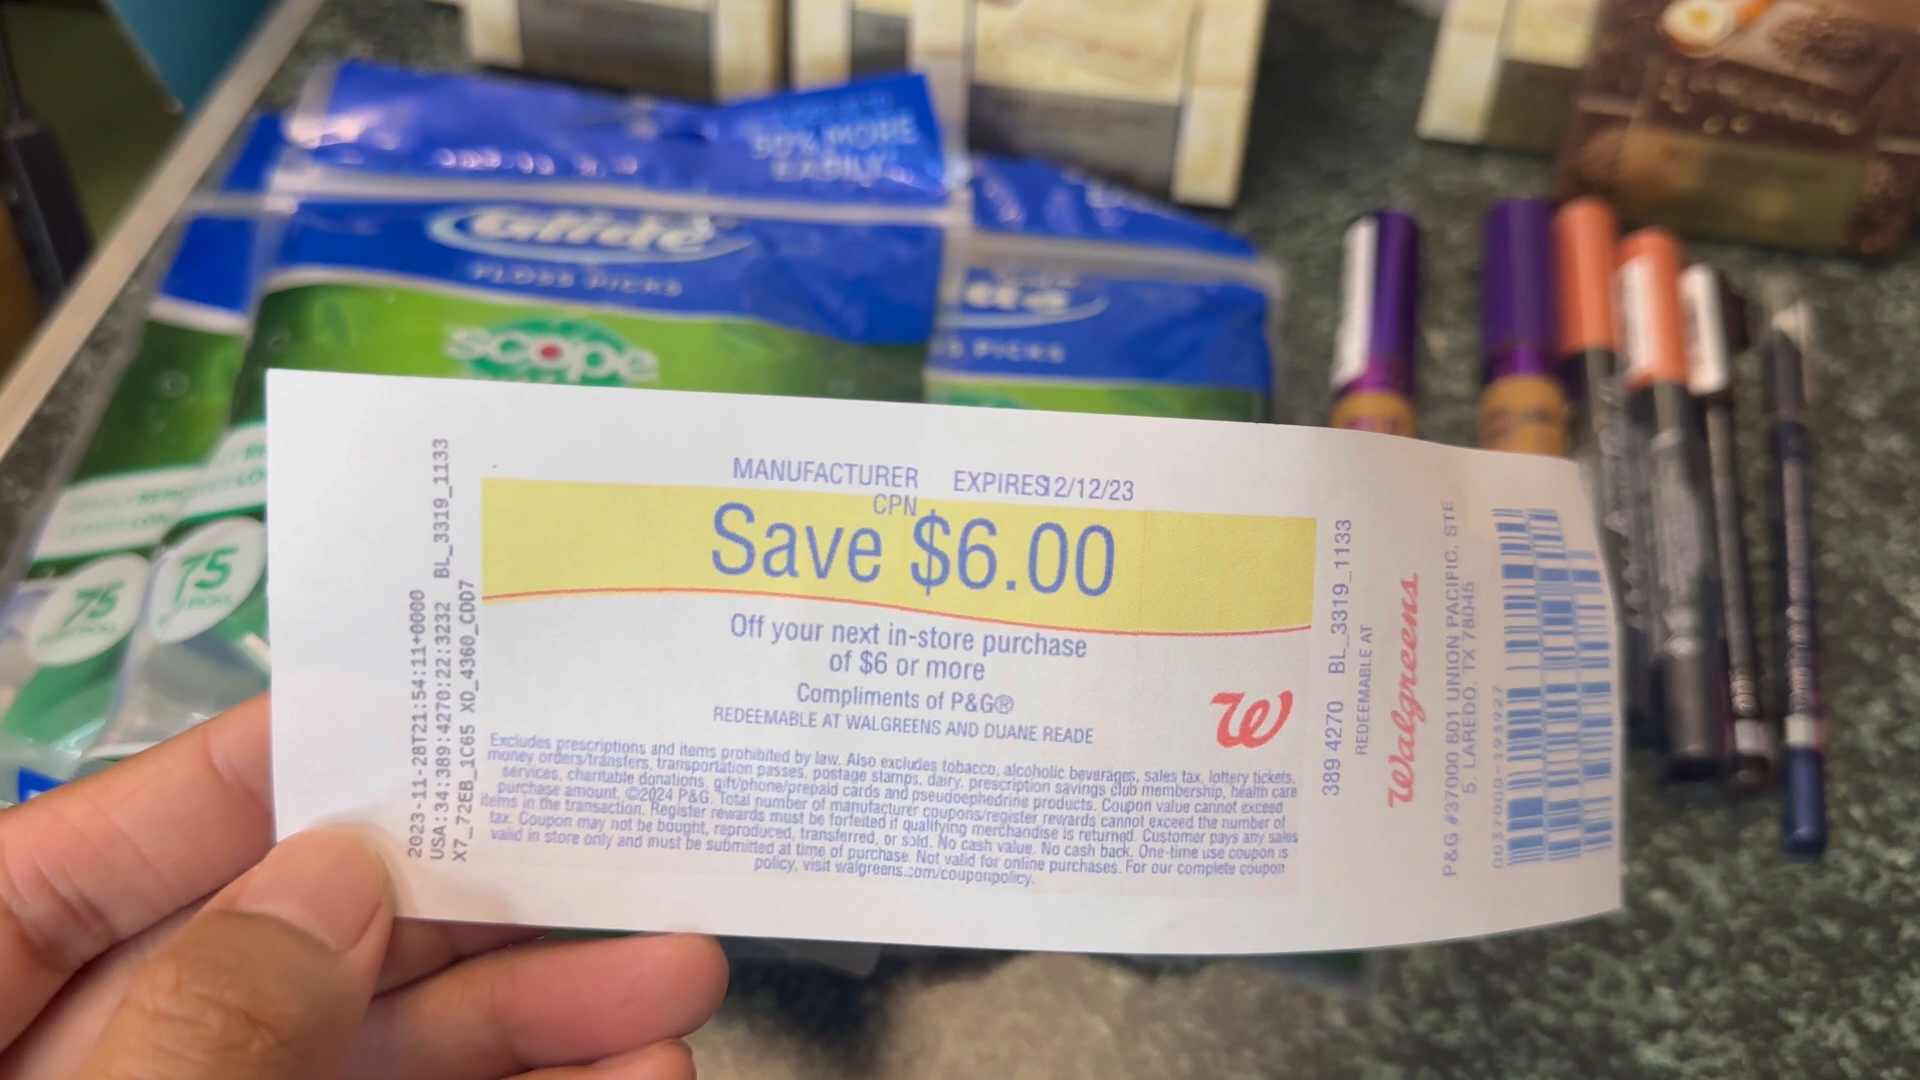 50% MORE
EASILY
Glide
FLOSS PICKS
scope
75
75
S PICKS
MANUFACTURER EXPIRES12/12/23
CPN
Save $6.00
Off your next in-store purchase
of $6 or more
Compliments of P&G®
REDEEMABLE AT WALGREENS AND DUANE READE
Excludes prescriptions and items prohibited by law. Also excludes tobacco, alcoholic beverages, sales tax, lottery tickets,
money orders/transfers, transportation passes, postage stamps, dairy, prescription savings club membership, health care
services, charitable donations, gift/phone/prepaid cards and pseudoephedrine products. Coupon value cannot exceed
purchase amount. ©2024 P&G. Total number of manufacturer coupons/register rewards cannot exceed the number of
items in the transaction. Register rewards must be forfeited if qualifying merchandise is returned. Customer pays any sales
tax. Coupon may not be bought, reproduced, transferred, or sold. No cash value. No cash back. One-time use coupon is
valid in store only and must be submitted at time of purchase. Not valid for online purchases. For our complete coupon
policy, visit walgreens.com/couponpolicy.
W
2023-11-28T21:54:11+0000
USA:34:389:4270:22:3232 BL_3319_1133
X7_72EB_1C65 XD_4360_CDD7
389 4270 BL_3319_1133
REDEEMABLE AT
Walgreens
P&G #37000 801 UNION PACIFIC, STE
5, LAREDO, TX 78045
0037000-193927